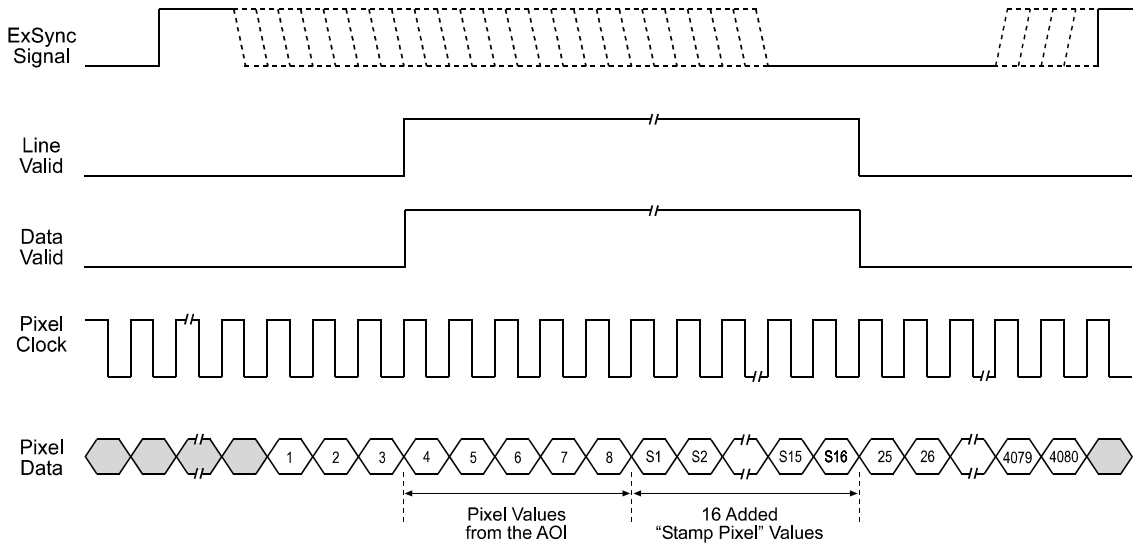 ExSync
Signal
Line
Valid
Data
Valid
Pixel
Clock
Pixel
Data
1 2 3 4 5 6 7 8 S1 S2 S15 S16 25 26 4079 4080
Pixel Values
from the AOI
16 Added
“Stamp Pixel” Values